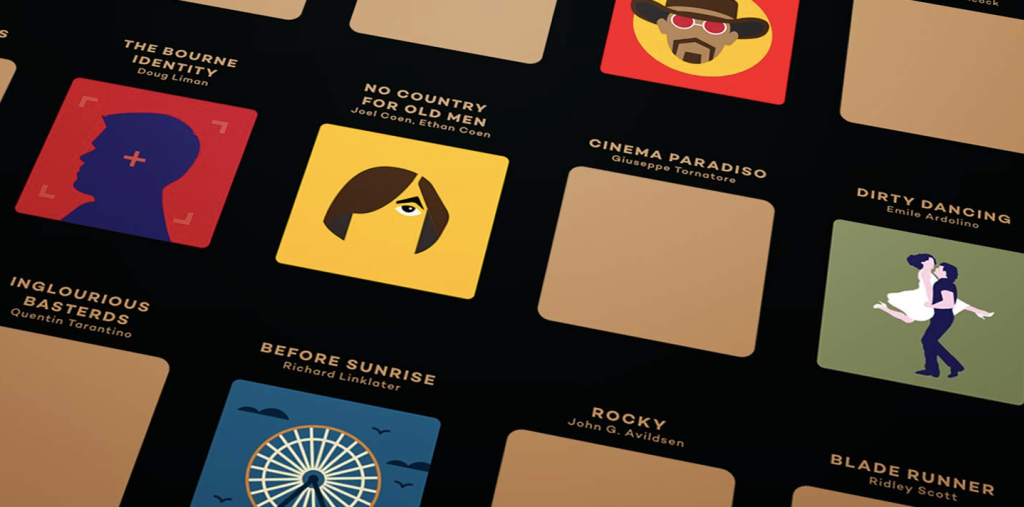 THE BOURNE
IDENTITY
Doug Liman
NO COUNTRY
FOR OLD MEN
Joel Coen, Ethan Coen
CINEMA PARADISO
Giuseppe Tornatore
DIRTY DANCING
Emile Ardolino
INGLOURIOUS
BASTERDS
Quentin Tarantino
BEFORE SUNRISE
Richard Linklater
ROCKY
John G. Avildsen
BLADE RUNNER
Ridley Scott